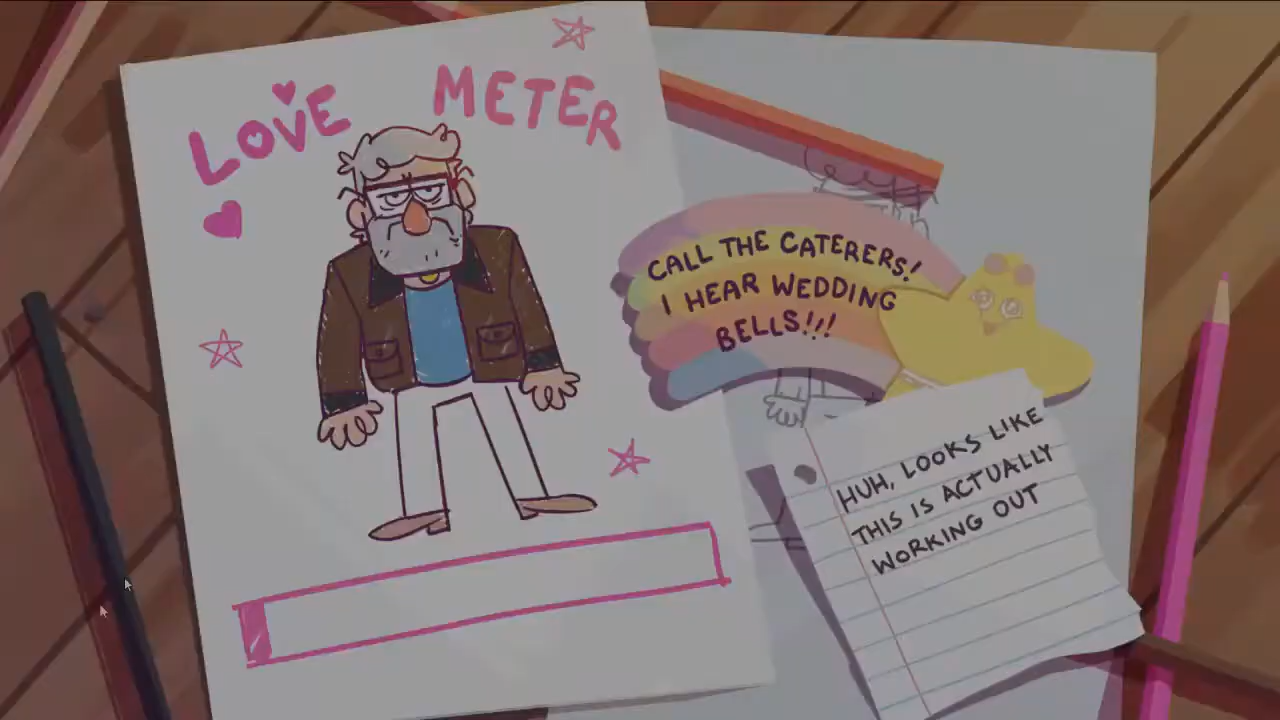 LOVE METER
CALL THE CATERERS!
I HEAR WEDDING
BELLS!!!
HUH, LOOKS LIKE
THIS IS ACTUALLY
WORKING OUT